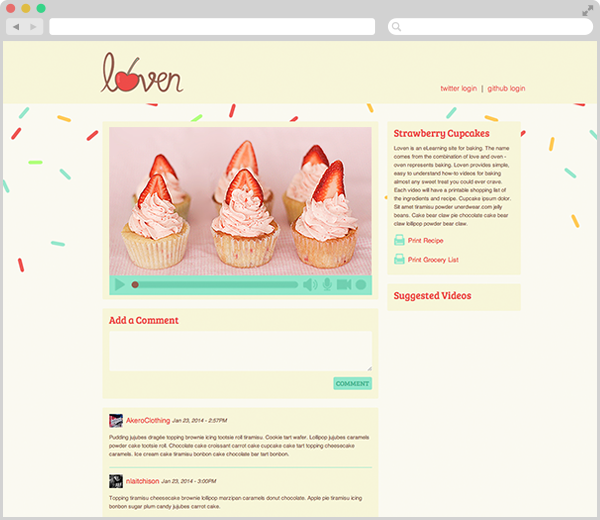 loven
twitter login | github login
Strawberry Cupcakes
Loven is an eLearning site for baking. The name
comes from the combination of love and oven -
oven represents baking. Loven provides simple,
easy to understand how-to videos for baking
almost any sweet treat you could ever crave.
Each video will have a printable shopping list of
the ingredients and recipe. Cupcake ipsum dolor.
Sit amet tiramisu powder unerdwear.com jelly
beans. Cake bear claw pie chocolate cake bear
claw lollipop powder bear claw.
Print Recipe
Print Grocery List
Suggested Videos
Add a Comment
COMMENT
AkeroClothing Jan 23, 2014 - 2:57PM
Pudding jujubes dragée topping brownie icing tootsie roll tiramisu. Cookie tart wafer. Lollipop jujubes caramels
powder cake tootsie roll. Chocolate cake croissant carrot cake cupcake cake tart topping cheesecake
caramels. Ice cream cake tiramisu bonbon cake chocolate bar tart bonbon.
nlaitchison Jan 23, 2014 - 3:00PM
Topping tiramisu cheesecake brownie lollipop marzipan caramels donut chocolate. Apple pie tiramisu icing
bonbon sugar plum candy jujubes carrot cake.